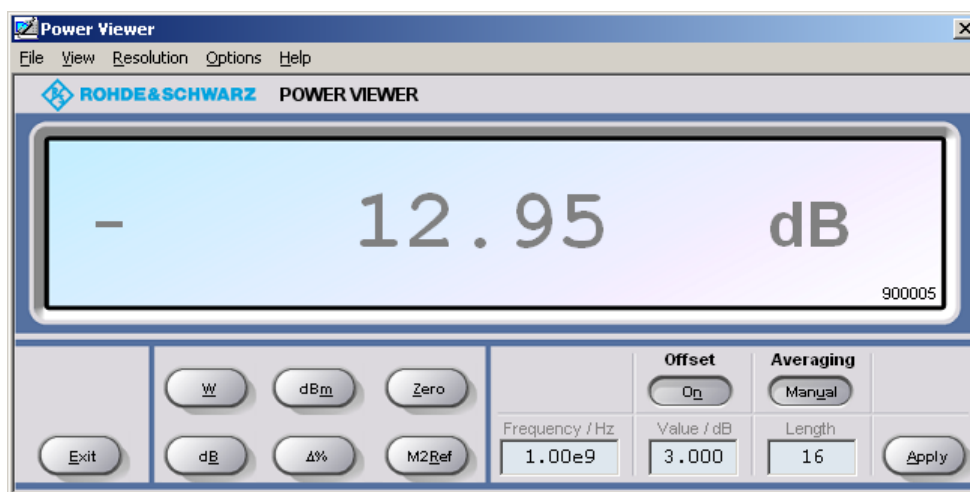 Power Viewer
File View Resolution Options Help
ROHDE&SCHWARZ POWER VIEWER
- 12.95 dB
900005
Offset Averaging
W dBm Zero On Manual
Frequency / Hz Value / dB Length
Exit dB Δ% M2Ref 1.00e9 3.000 16 Apply